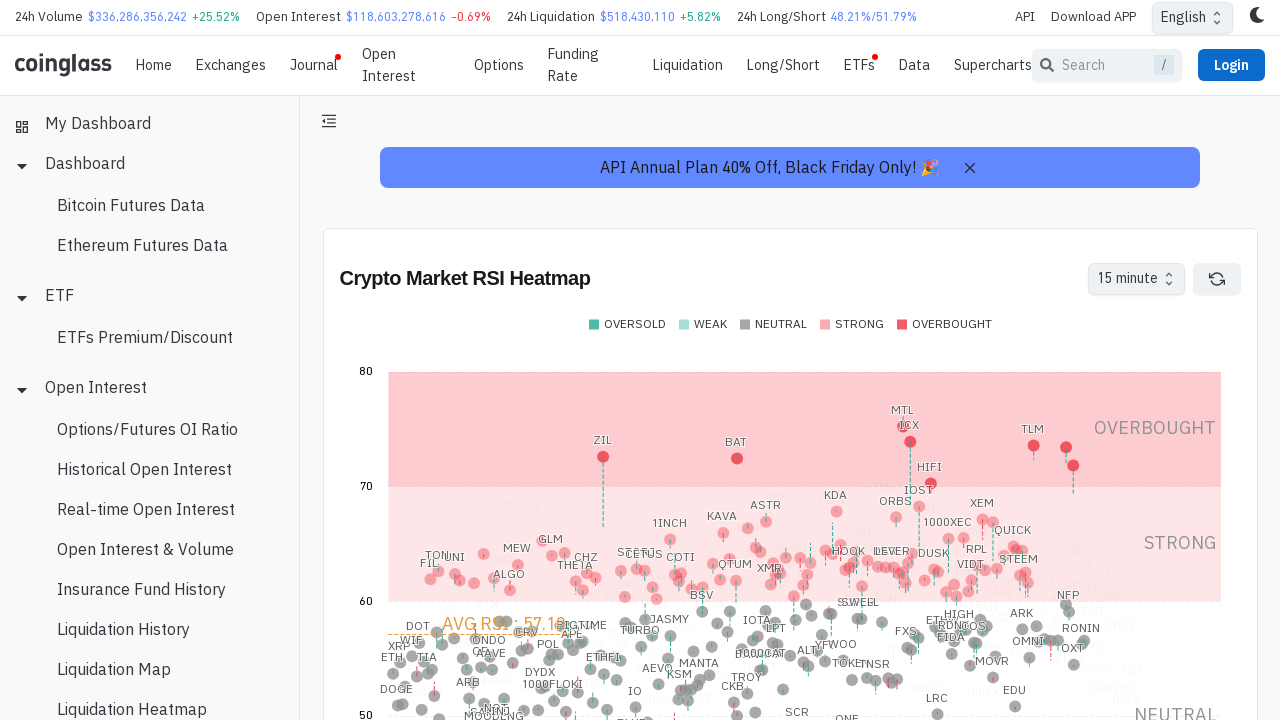 24h Volume $336,286,356,242 +25.52% Open Interest $118,603,278,616 -0.69% 24h Liquidation $518,430,110 +5.82% 24h Long/Short 48.21%/51.79% API Download APP English
coinglass Home Exchanges Journal Open Interest Options Funding Rate Liquidation Long/Short ETFs Data Supercharts Search / Login
My Dashboard
Dashboard
Bitcoin Futures Data
Ethereum Futures Data
ETF
ETFs Premium/Discount
Open Interest
Options/Futures OI Ratio
Historical Open Interest
Real-time Open Interest
Open Interest & Volume
Insurance Fund History
Liquidation History
Liquidation Map
Liquidation Heatmap
API Annual Plan 40% Off, Black Friday Only! 🎉
Crypto Market RSI Heatmap 15 minute
OVERSOLD WEAK NEUTRAL STRONG OVERBOUGHT
80
MTL
ICX
TLM
OVERBOUGHT
ZIL
BAT
HIFI
70
IOST
KDA
ORBS
XEM
ASTR
KAVA
1INCH
1000XEC
QUICK
GLM
MEW
STRONG
TON
UNI
FIL
CHZ
THETA
CETUS
COTI
HOOK
LEVER
DUSK
RPL
STEEM
ALGO
QTUM
XMR
VIDT
BSV
NFP
60
SWELL
ARK
HIGH
DOT
AVG RSI : 57.16
BIGTIME
JASMY
IOTA
TURBO
LPT
FXS
RONIN
XRP
WIF
ONDO
CRV
APE
FIDA
OMNI
OXT
ETH
TIA
AAVE
POL
ETHFI
1000CAT
ALT
YFWOO
AEVO
MANTA
TOKEN
SNSR
MOVR
DYDX
KSM
TROY
DOGE
ARB
1000FLOKI
IO
CKB
EDU
LRC
SCR
MOODENG
ONE
50
NEUTRAL